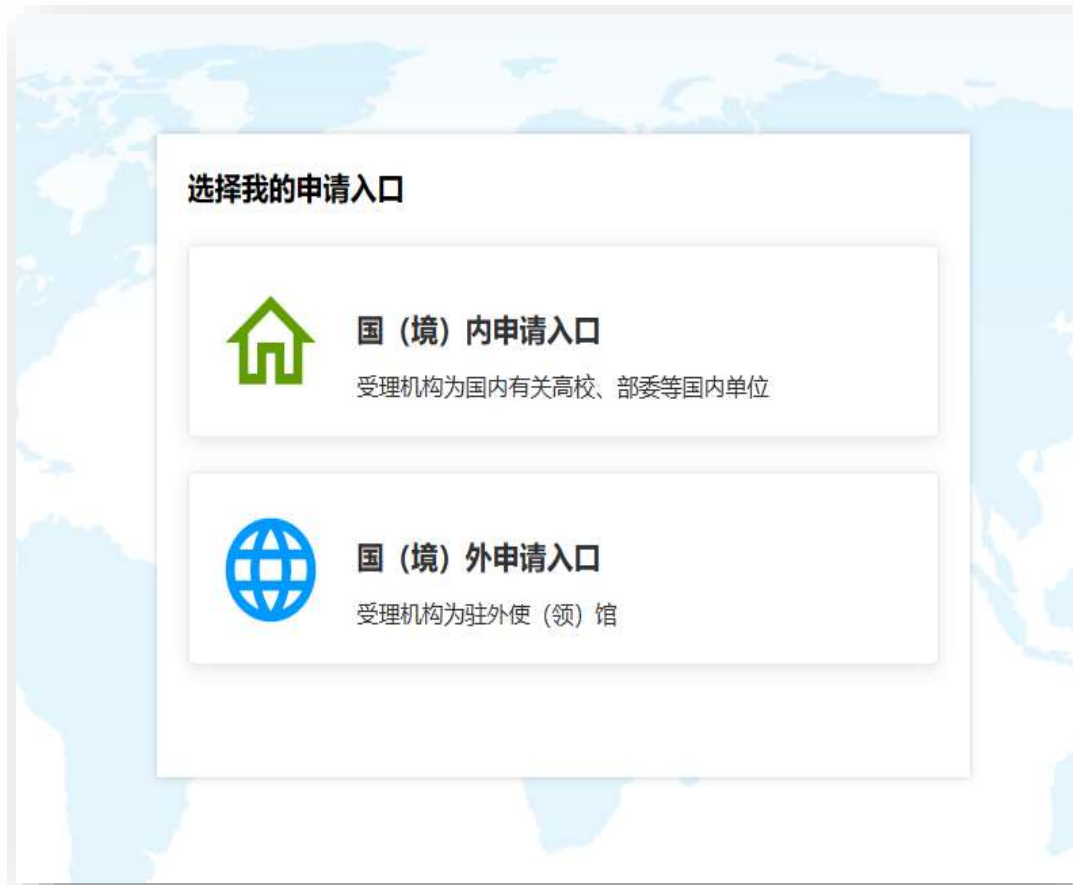 选择我的申请入口
国（境）内申请入口
受理机构为国内有关高校、部委等国内单位
国（境）外申请入口
受理机构为驻外使（领）馆